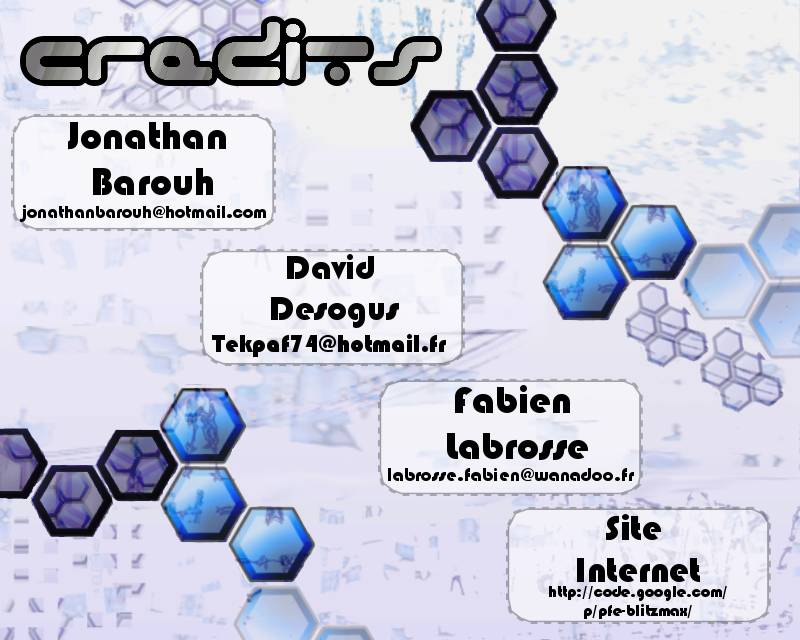 credits
Jonathan
Barouh
jonathanbarouh@hotmail.com
David
Desogus
Tekpaf74@hotmail.fr
Fabien
Labrosse
labrosse.fabien@wanadoo.fr
Site
Internet
http://code.google.com/
p/pfe-blitzmax/